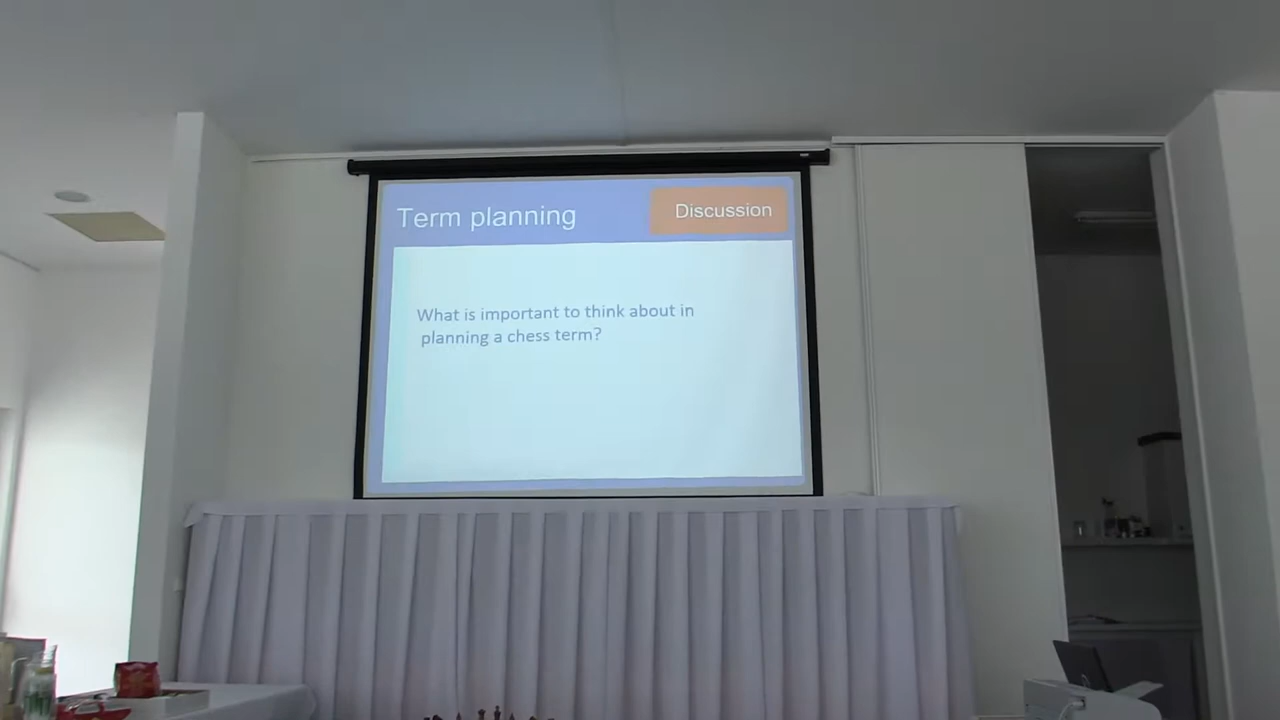 Term planning
Discussion
What is important to think about in
planning a chess term?